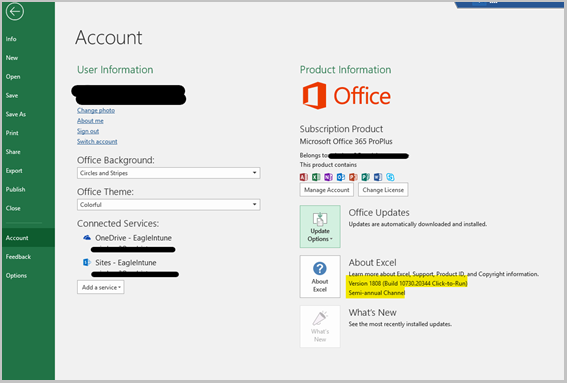 Info
New
Open
Save
Save As
Print
Share
Export
Publish
Close
Account
Feedback
Options
Account
User Information
Change photo
About me
Sign out
Switch account
Office Background:
Circles and Stripes
Office Theme:
Colorful
Connected Services:
OneDrive - EagleIntune
Sites - EagleIntune
Add a service
Product Information
Office
Subscription Product
Microsoft Office 365 ProPlus
Belongs to
This product contains
Manage Account
Change License
Update
Options
Office Updates
Updates are automatically downloaded and installed.
About
Excel
About Excel
Learn more about Excel, Support, Product ID, and Copyright information.
Version 1808 (Build 10730.20344 Click-to-Run)
Semi-annual Channel
What's
New
What's New
See the most recently installed updates.